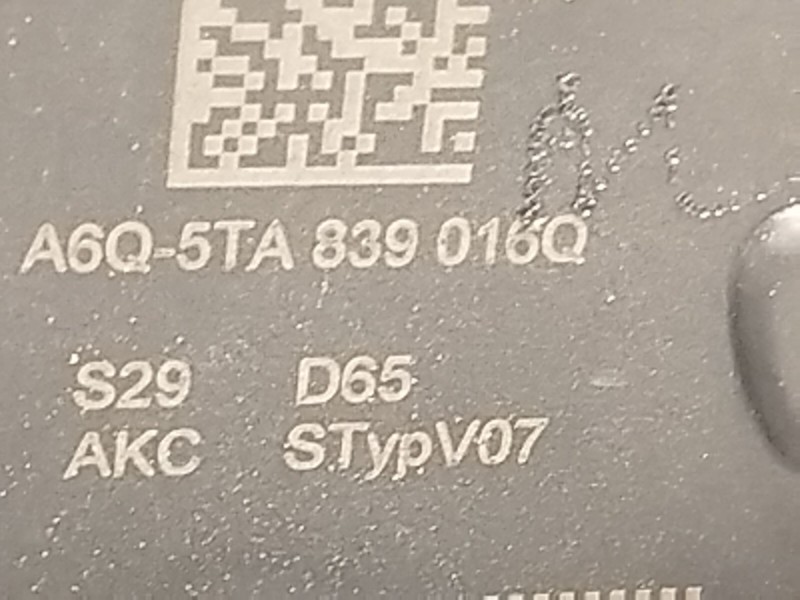 A6Q-5TA 839 016Q
S29 D65
AKC STypV07